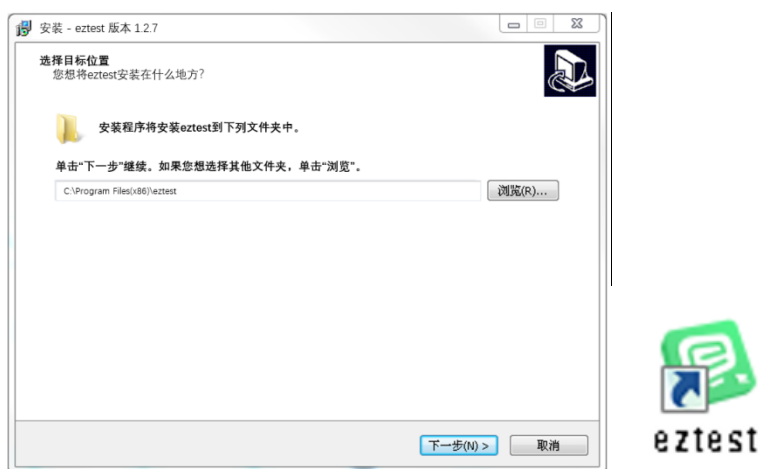 安装 - eztest 版本 1.2.7
选择目标位置
您想将eztest安装在什么地方?
安装程序将安装eztest到下列文件夹中。
单击“下一步”继续。如果您想选择其他文件夹，单击“浏览”。
C:\Program Files(x86)\eztest
浏览(R)...
下一步(N) >
取消
eztest